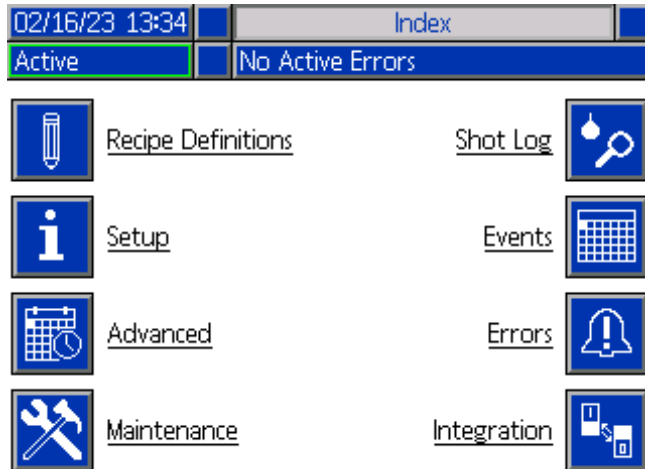 02/16/23 13:34 Index
Active No Active Errors
Recipe Definitions Shot Log
Setup Events
Advanced Errors
Maintenance Integration